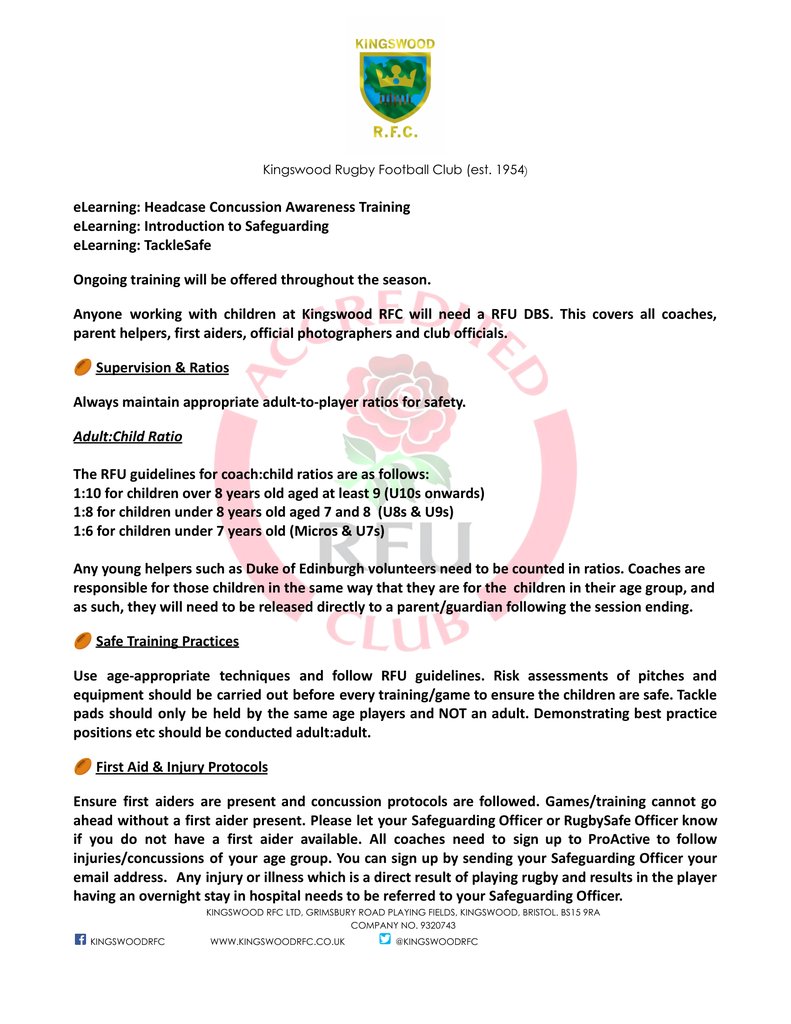 KINGSWOOD
R.F.C.
Kingswood Rugby Football Club (est. 1954)
eLearning: Headcase Concussion Awareness Training
eLearning: Introduction to Safeguarding
eLearning: TackleSafe
Ongoing training will be offered throughout the season.
Anyone working with children at Kingswood RFC will need a RFU DBS. This covers all coaches,
parent helpers, first aiders, official photographers and club officials.
Supervision & Ratios
Always maintain appropriate adult-to-player ratios for safety.
Adult:Child Ratio
The RFU guidelines for coach:child ratios are as follows:
1:10 for children over 8 years old aged at least 9 (U10s onwards)
1:8 for children under 8 years old aged 7 and 8  (U8s & U9s)
1:6 for children under 7 years old (Micros & U7s)
Any young helpers such as Duke of Edinburgh volunteers need to be counted in ratios. Coaches are
responsible for those children in the same way that they are for the  children in their age group, and
as such, they will need to be released directly to a parent/guardian following the session ending.
Safe Training Practices
Use age-appropriate techniques and follow RFU guidelines. Risk assessments of pitches and
equipment should be carried out before every training/game to ensure the children are safe. Tackle
pads should only be held by the same age players and NOT an adult. Demonstrating best practice
positions etc should be conducted adult:adult.
First Aid & Injury Protocols
Ensure first aiders are present and concussion protocols are followed. Games/training cannot go
ahead without a first aider present. Please let your Safeguarding Officer or RugbySafe Officer know
if you do not have a first aider available. All coaches need to sign up to ProActive to follow
injuries/concussions of your age group. You can sign up by sending your Safeguarding Officer your
email address.  Any injury or illness which is a direct result of playing rugby and results in the player
having an overnight stay in hospital needs to be referred to your Safeguarding Officer.
KINGSWOOD RFC LTD, GRIMSBURY ROAD PLAYING FIELDS, KINGSWOOD, BRISTOL. BS15 9RA
COMPANY NO. 9320743
KINGSWOODRFC WWW.KINGSWOODRFC.CO.UK @KINGSWOODRFC
ACCREDITED
RFU
CLUB